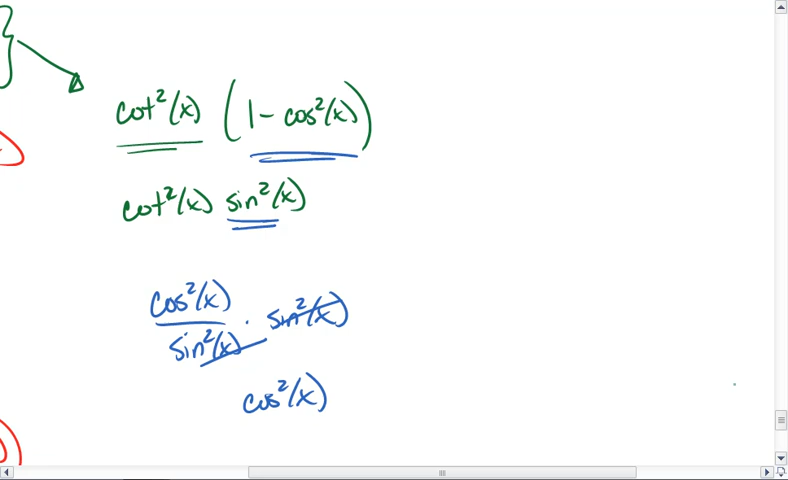 cot²(x) (1 - cos²(x))
cot²(x) sin²(x)
cos²(x)
sin²(x) · sin²(x)
cos²(x)